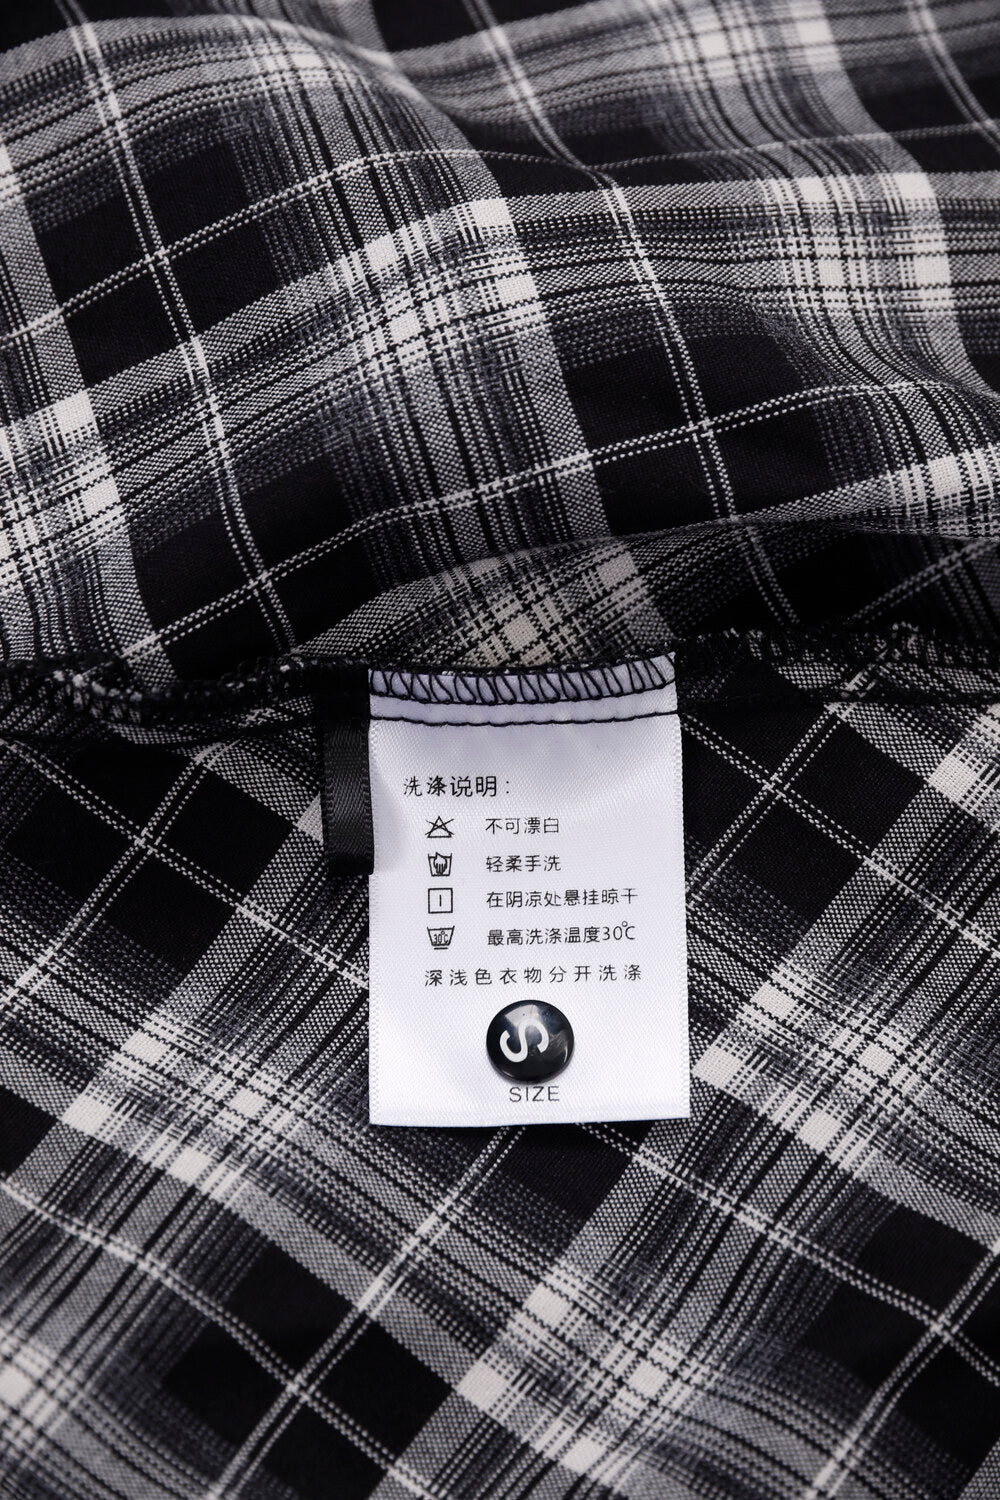 洗涤说明：
不可漂白
轻柔手洗
在阴凉处悬挂晾干
30℃ 最高洗涤温度30℃
深浅色衣物分开洗涤
S
SIZE